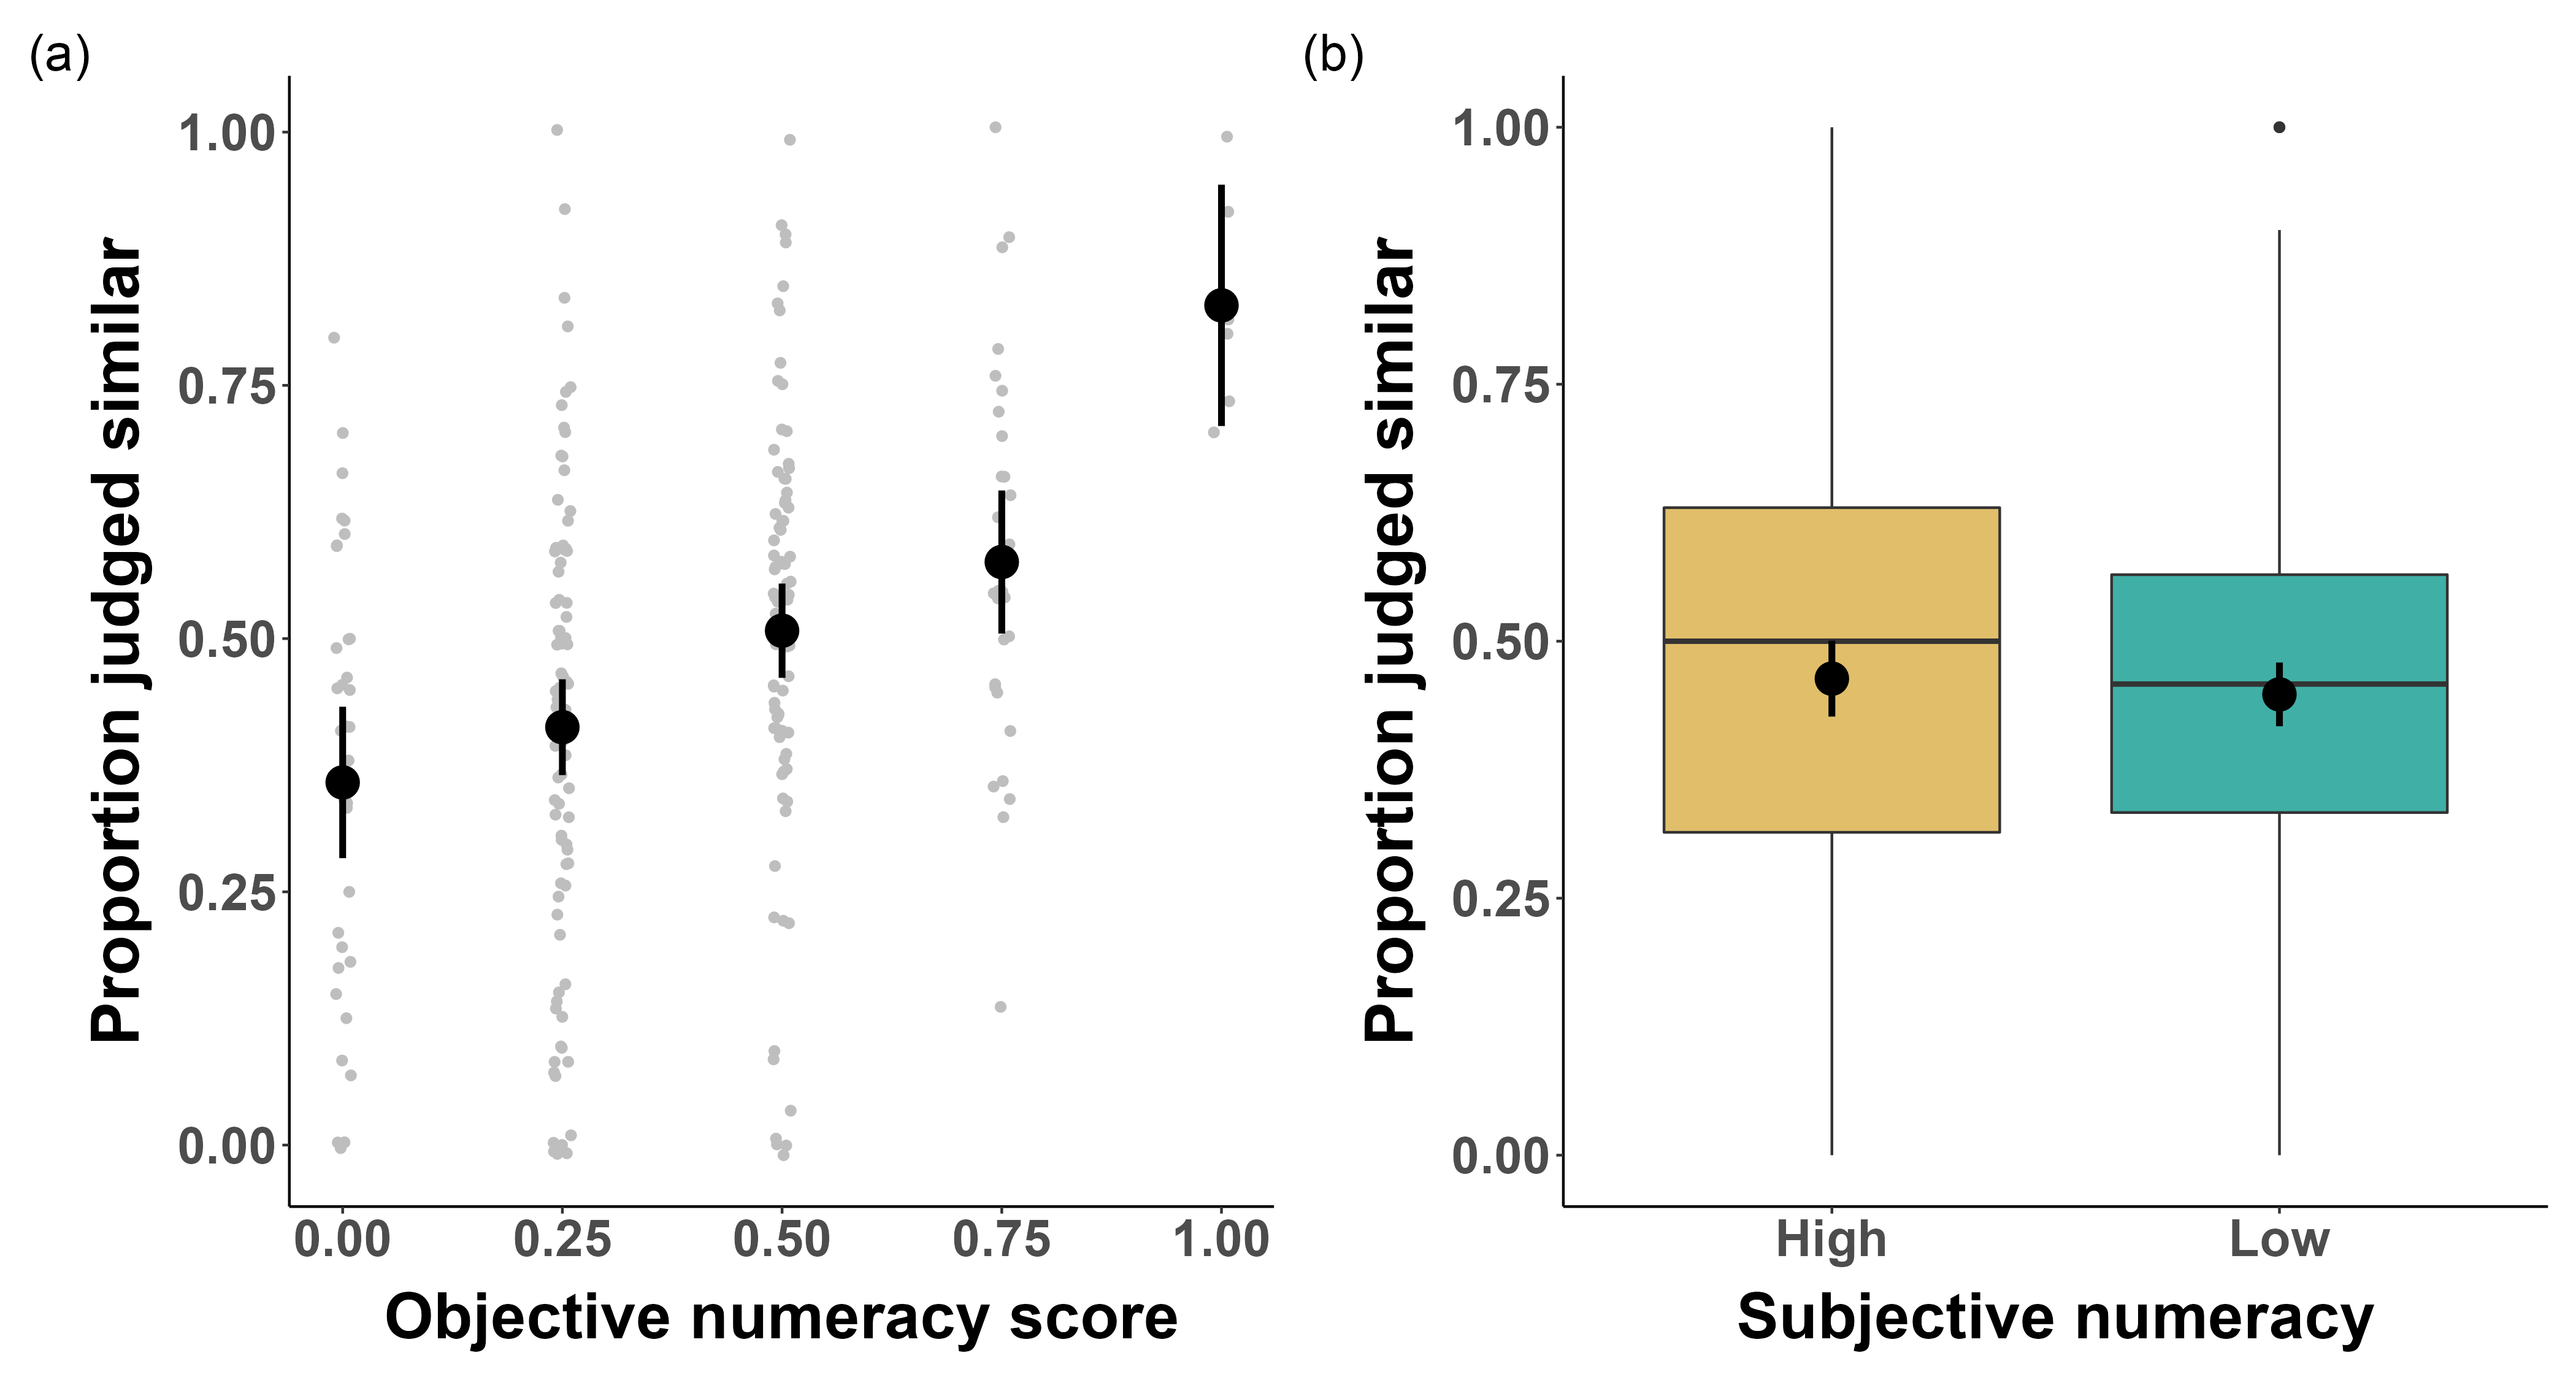 (a)
Proportion judged similar
1.00
0.75
0.50
0.25
0.00
0.00 0.25 0.50 0.75 1.00
Objective numeracy score
(b)
Proportion judged similar
1.00
0.75
0.50
0.25
0.00
High Low
Subjective numeracy